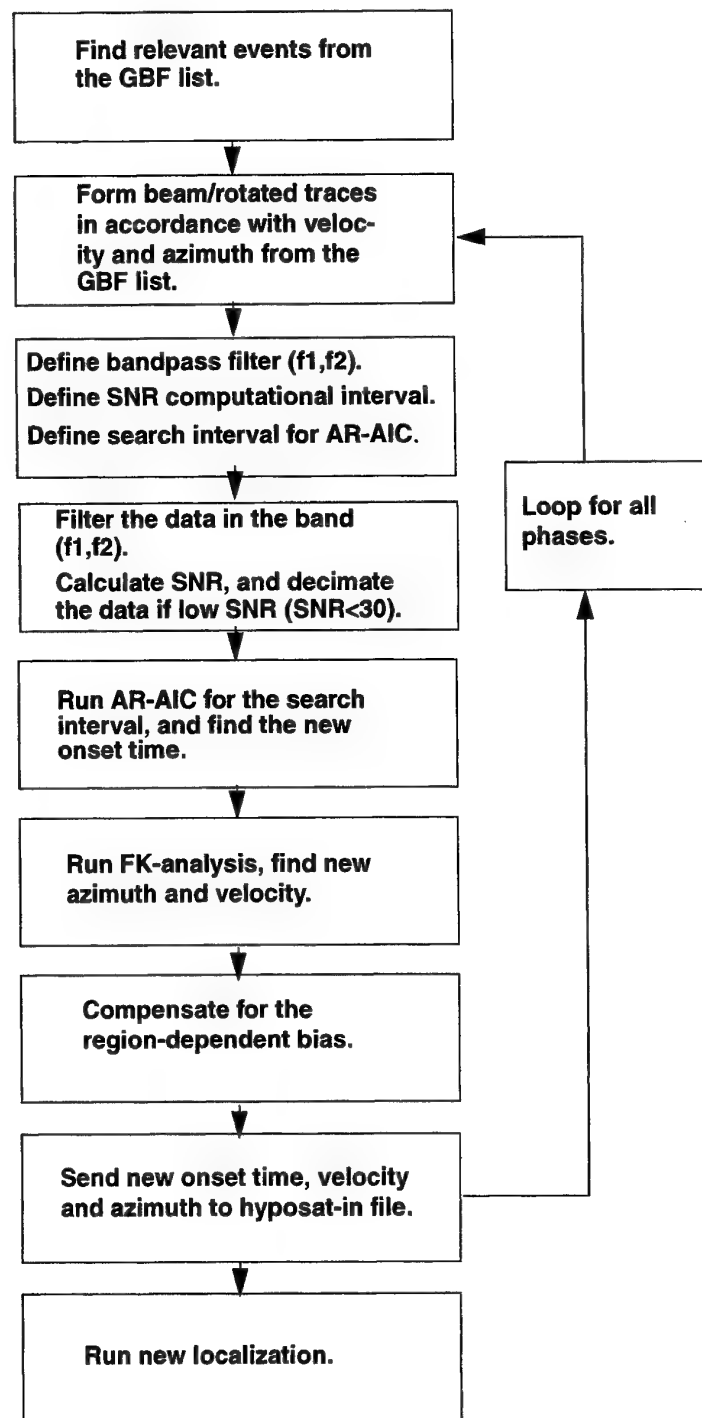 Find relevant events from
the GBF list.
Form beam/rotated traces
in accordance with veloc-
ity and azimuth from the
GBF list.
Define bandpass filter (f1,f2).
Define SNR computational interval.
Define search interval for AR-AIC.
Filter the data in the band
(f1,f2).
Calculate SNR, and decimate
the data if low SNR (SNR<30).
Loop for all
phases.
Run AR-AIC for the search
interval, and find the new
onset time.
Run FK-analysis, find new
azimuth and velocity.
Compensate for the
region-dependent bias.
Send new onset time, velocity
and azimuth to hyposat-in file.
Run new localization.